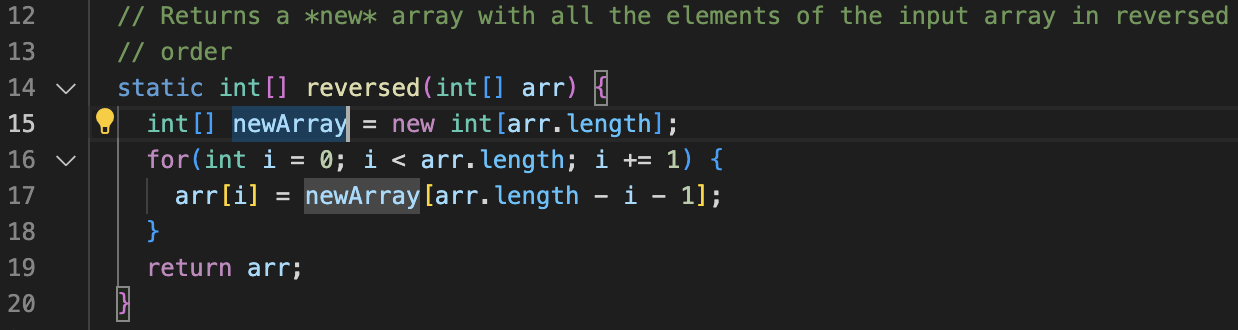 12 // Returns a *new* array with all the elements of the input array in reversed
13 // order
14 static int[] reversed(int[] arr) {
15 int[] newArray = new int[arr.length];
16 for(int i = 0; i < arr.length; i += 1) {
17 arr[i] = newArray[arr.length - i - 1];
18 }
19 return arr;
20 }